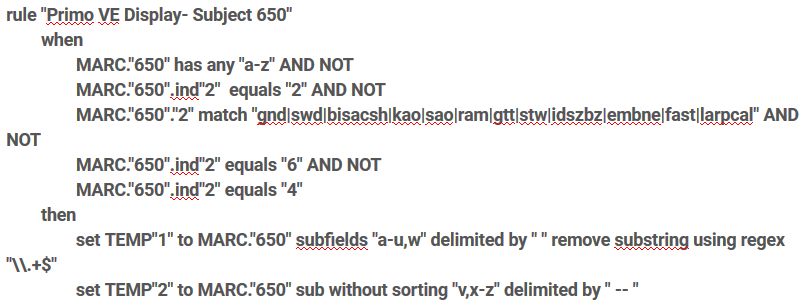 rule "Primo VE Display- Subject 650"
when
MARC."650" has any "a-z" AND NOT
MARC."650".ind"2"  equals "2" AND NOT
MARC."650"."2" match "gnd|swd|bisacsh|kao|sao|ram|gtt|stw|idszbz|embne|fast|larpcal" AND
NOT
MARC."650".ind"2" equals "6" AND NOT
MARC."650".ind"2" equals "4"
then
set TEMP"1" to MARC."650" subfields "a-u,w" delimited by " " remove substring using regex
"\\.+$"
set TEMP"2" to MARC."650" sub without sorting "v,x-z" delimited by " -- "